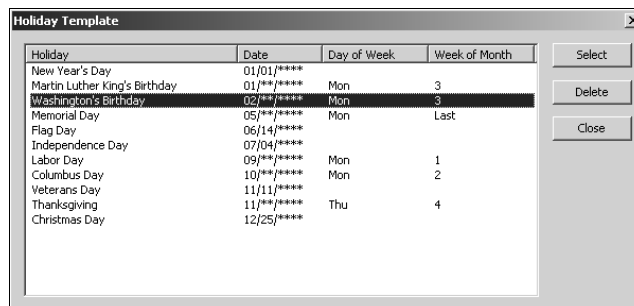 Holiday Template
Holiday Date Day of Week Week of Month
New Year's Day 01/01/****
Martin Luther King's Birthday 01/**/**** Mon 3
Washington's Birthday 02/**/**** Mon 3
Memorial Day 05/**/**** Mon Last
Flag Day 06/14/****
Independence Day 07/04/****
Labor Day 09/**/**** Mon 1
Columbus Day 10/**/**** Mon 2
Veterans Day 11/11/****
Thanksgiving 11/**/**** Thu 4
Christmas Day 12/25/****
Select
Delete
Close